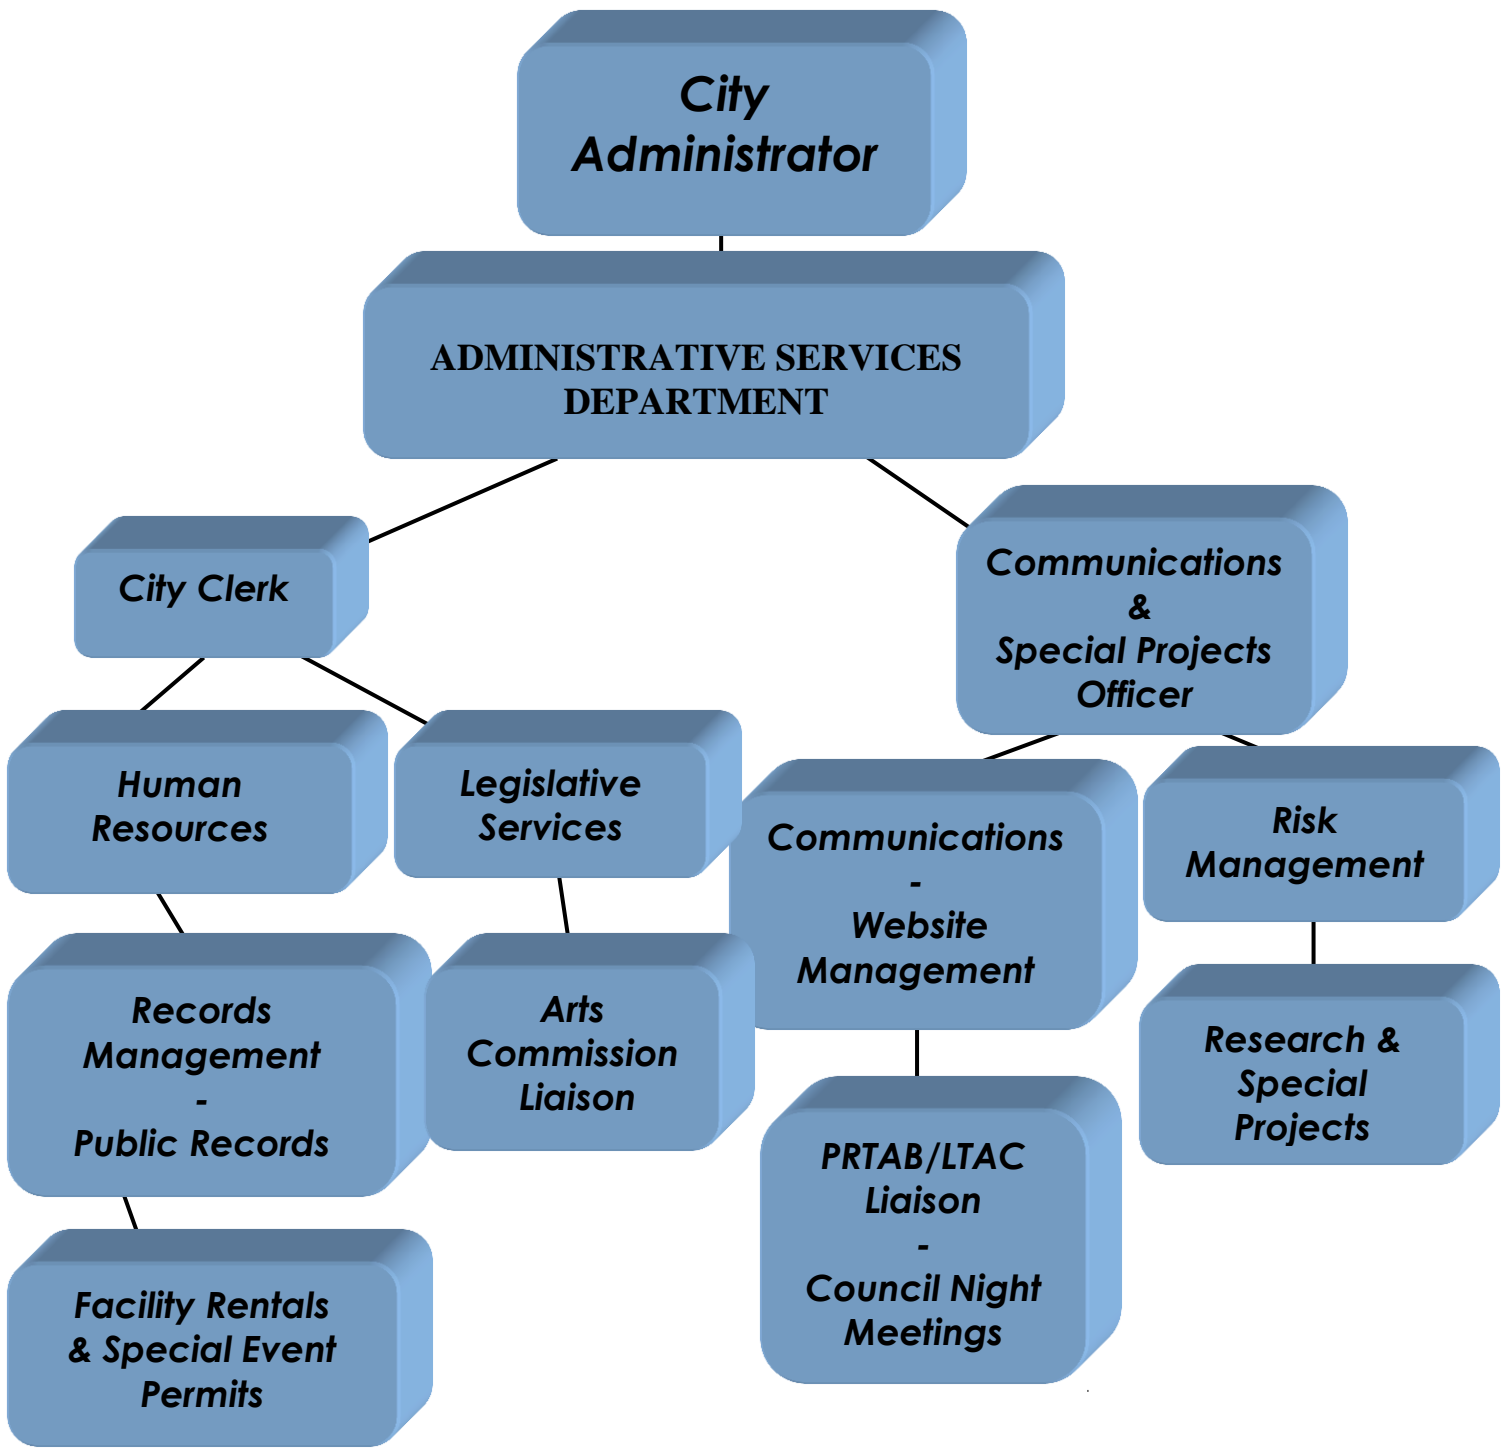 City
Administrator
ADMINISTRATIVE SERVICES
DEPARTMENT
City Clerk
Communications
&
Special Projects
Officer
Human
Resources
Legislative
Services
Communications
-
Website
Management
Risk
Management
Records
Management
-
Public Records
Arts
Commission
Liaison
PRTAB/LTAC
Liaison
-
Council Night
Meetings
Research &
Special
Projects
Facility Rentals
& Special Event
Permits